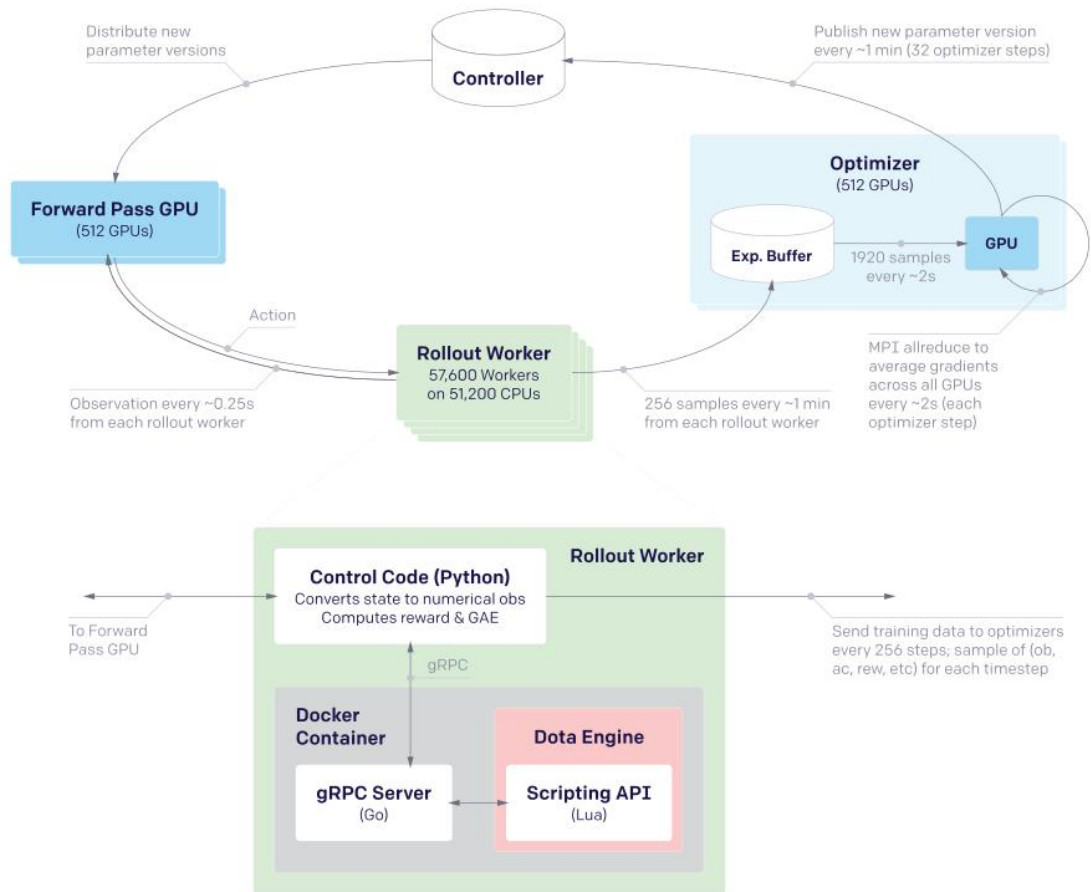 Distribute new
parameter versions
Controller
Publish new parameter version
every ~1 min (32 optimizer steps)
Optimizer
(512 GPUs)
Forward Pass GPU
(512 GPUs)
Exp. Buffer
1920 samples
every ~2s
GPU
Action
Rollout Worker
57,600 Workers
on 51,200 CPUs
Observation every ~0.25s
from each rollout worker
256 samples every ~1 min
from each rollout worker
MPI allreduce to
average gradients
across all GPUs
every ~2s (each
optimizer step)
Rollout Worker
Control Code (Python)
Converts state to numerical obs
Computes reward & GAE
To Forward
Pass GPU
Send training data to optimizers
every 256 steps; sample of (ob,
ac, rew, etc) for each timestep
gRPC
Docker
Container
Dota Engine
gRPC Server
(Go)
Scripting API
(Lua)